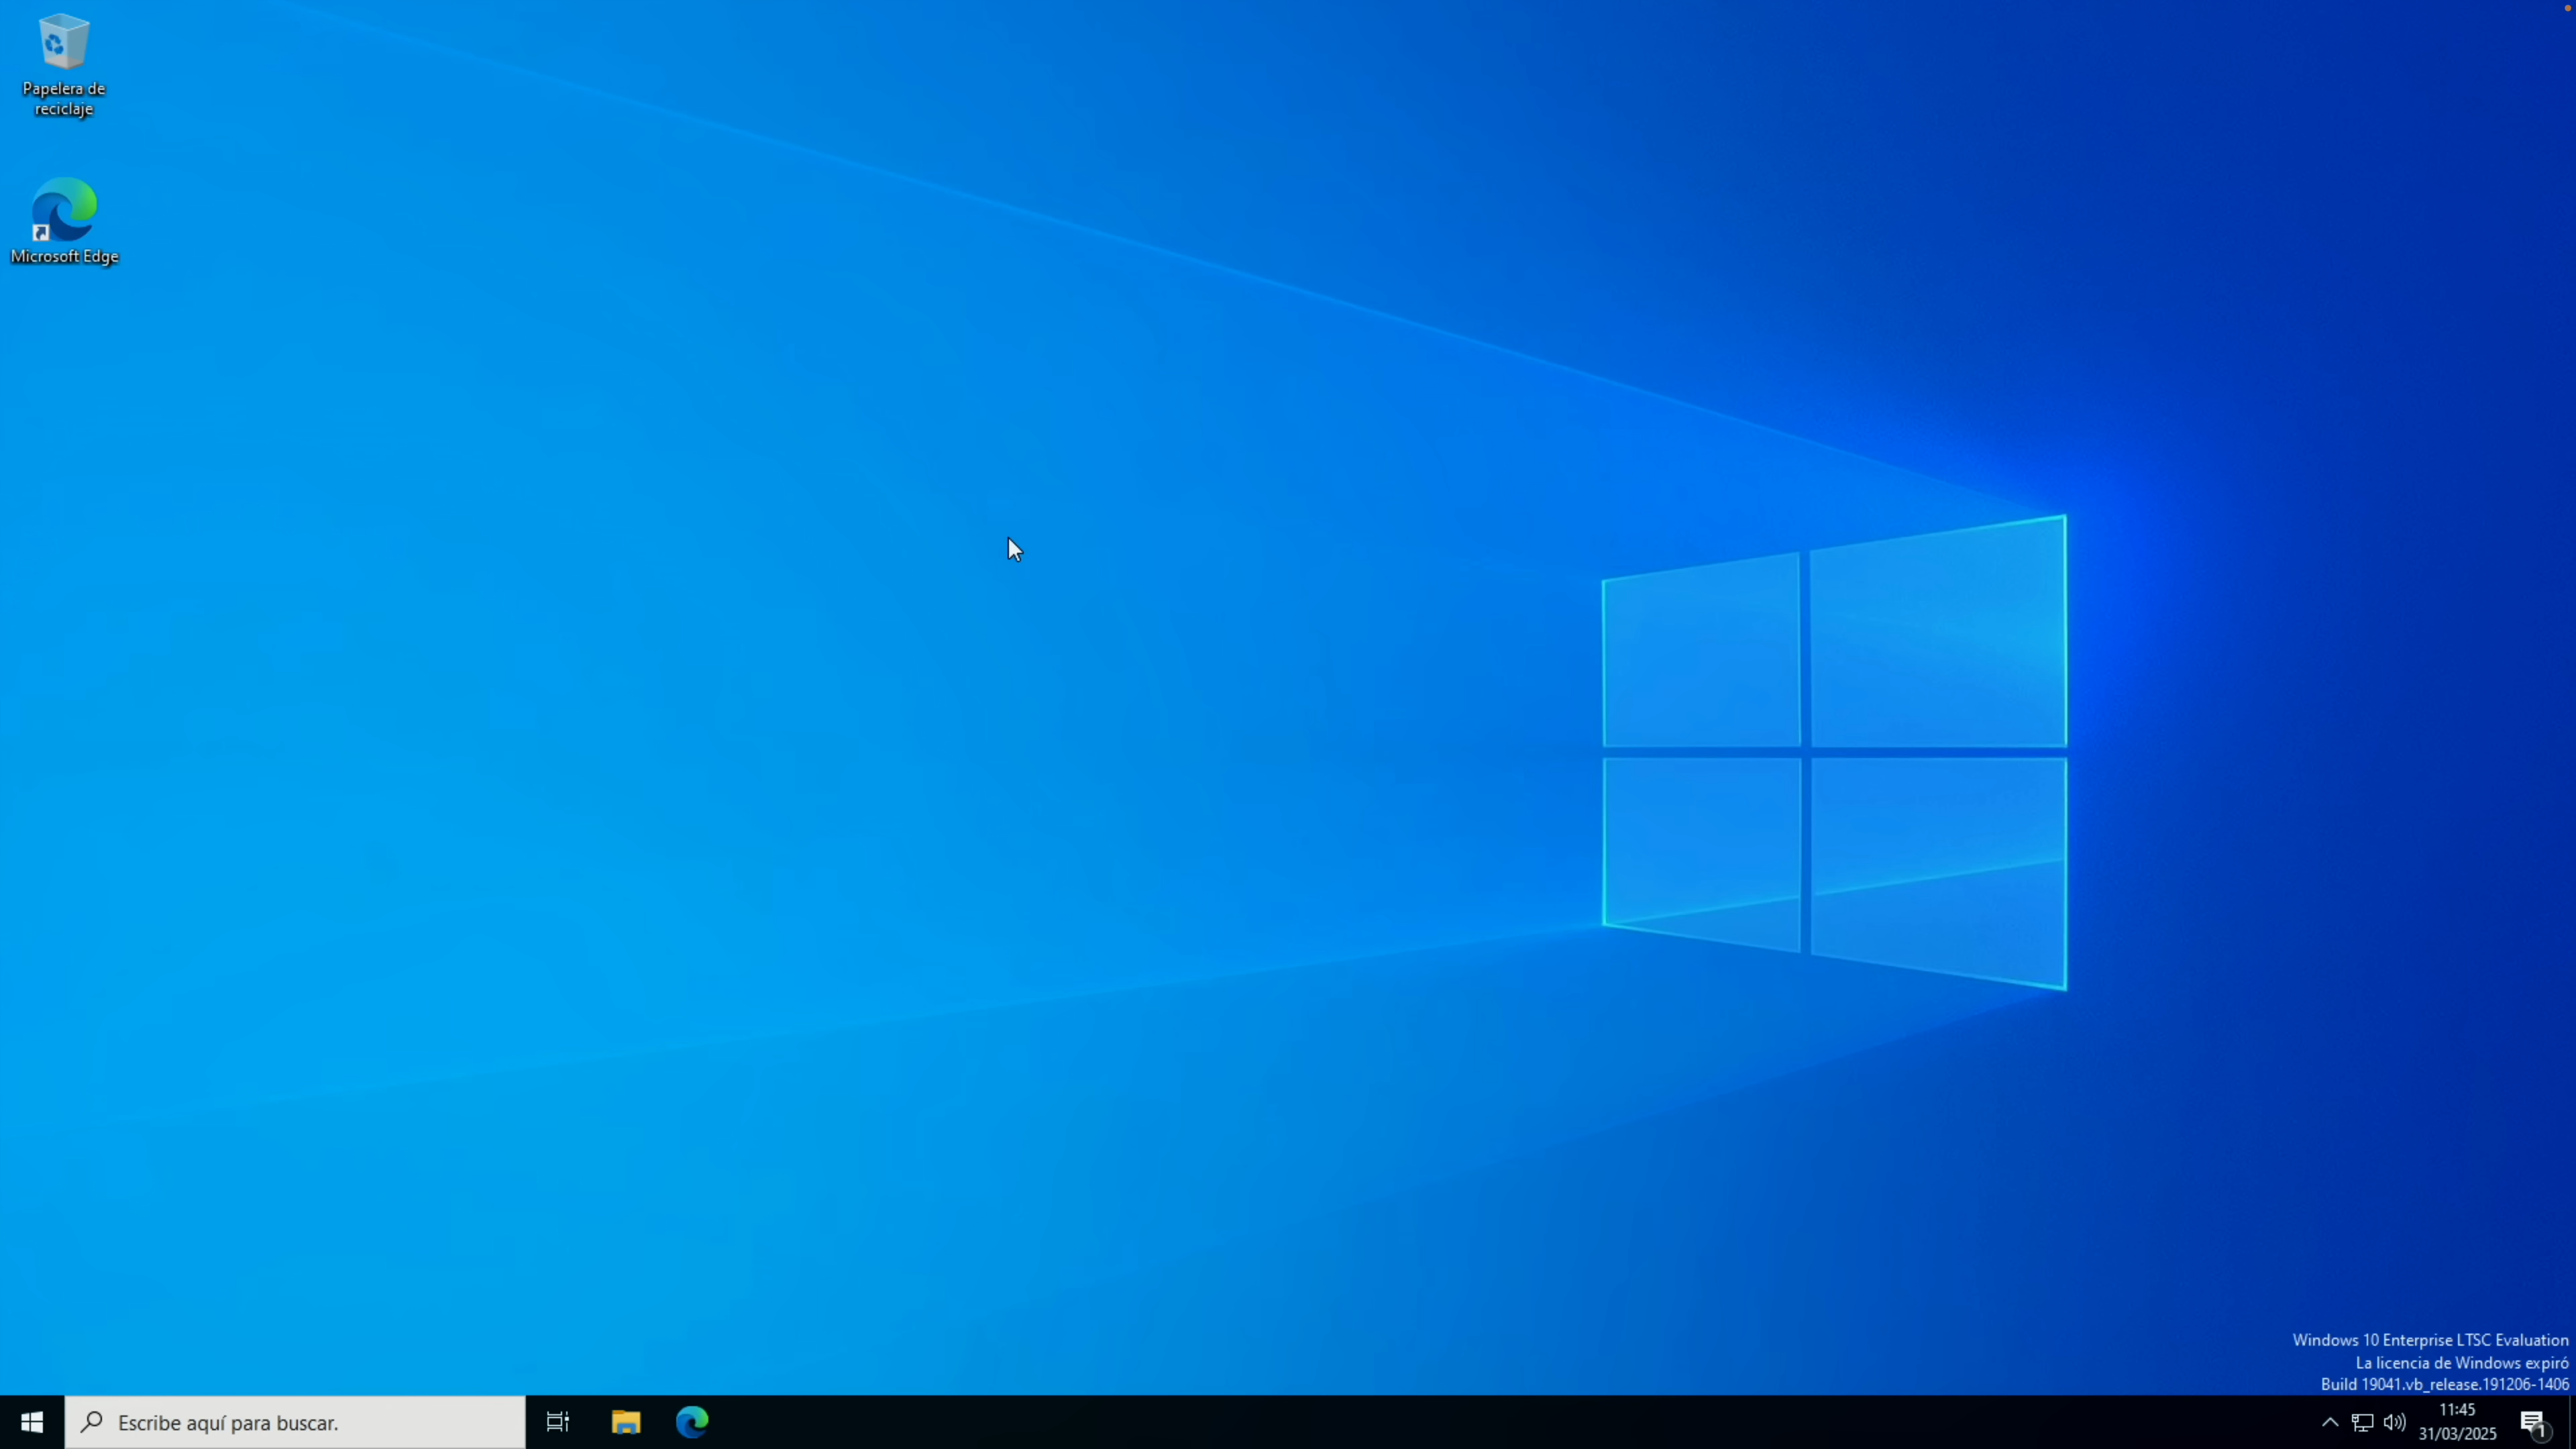 Papelera de
reciclaje
Microsoft Edge
Windows 10 Enterprise LTSC Evaluation
La licencia de Windows expiró
Build 19041.vb_release.191206-1406
Escribe aquí para buscar.
11:45
31/03/2025
1